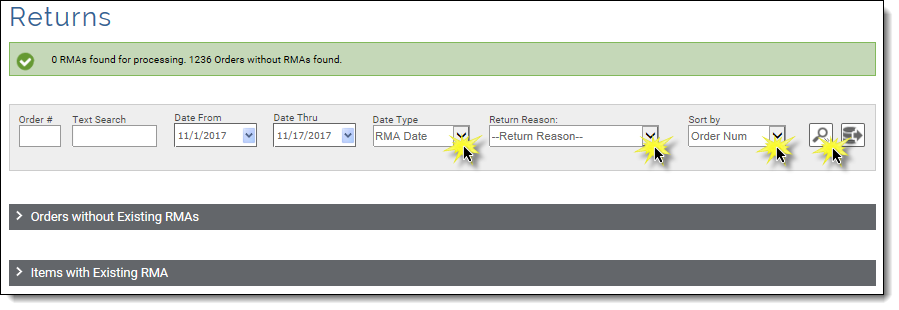 Returns
0 RMAs found for processing. 1236 Orders without RMAs found.
Order # Text Search Date From Date Thru Date Type Return Reason: Sort by
11/1/2017 11/17/2017 RMA Date --Return Reason-- Order Num
Orders without Existing RMAs
Items with Existing RMA